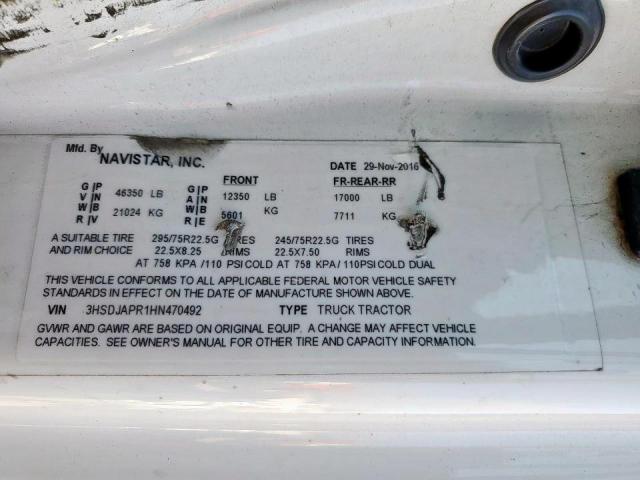 Mfd. By
NAVISTAR, INC.
DATE 29-Nov-2016
FRONT FR-REAR-RR
G|P 46350 LB G|P 12350 LB 17000 LB
V|N A|N
W|B 21024 KG W|B 5601 KG 7711 KG
R|V R|E
A SUITABLE TIRE 295/75R22.5G TIRES 245/75R22.5G TIRES
AND RIM CHOICE 22.5X8.25 RIMS 22.5X7.50 RIMS
AT 758 KPA/110 PSI COLD AT 758 KPA/110PSI COLD DUAL
THIS VEHICLE CONFORMS TO ALL APPLICABLE FEDERAL MOTOR VEHICLE SAFETY
STANDARDS IN EFFECT ON THE DATE OF MANUFACTURE SHOWN ABOVE.
VIN 3HSDJAPR1HN470492 TYPE TRUCK TRACTOR
GVWR AND GAWR ARE BASED ON ORIGINAL EQUIP. A CHANGE MAY AFFECT VEHICLE
CAPACITIES. SEE OWNER'S MANUAL FOR OTHER TIRE AND CAPACITY INFORMATION.